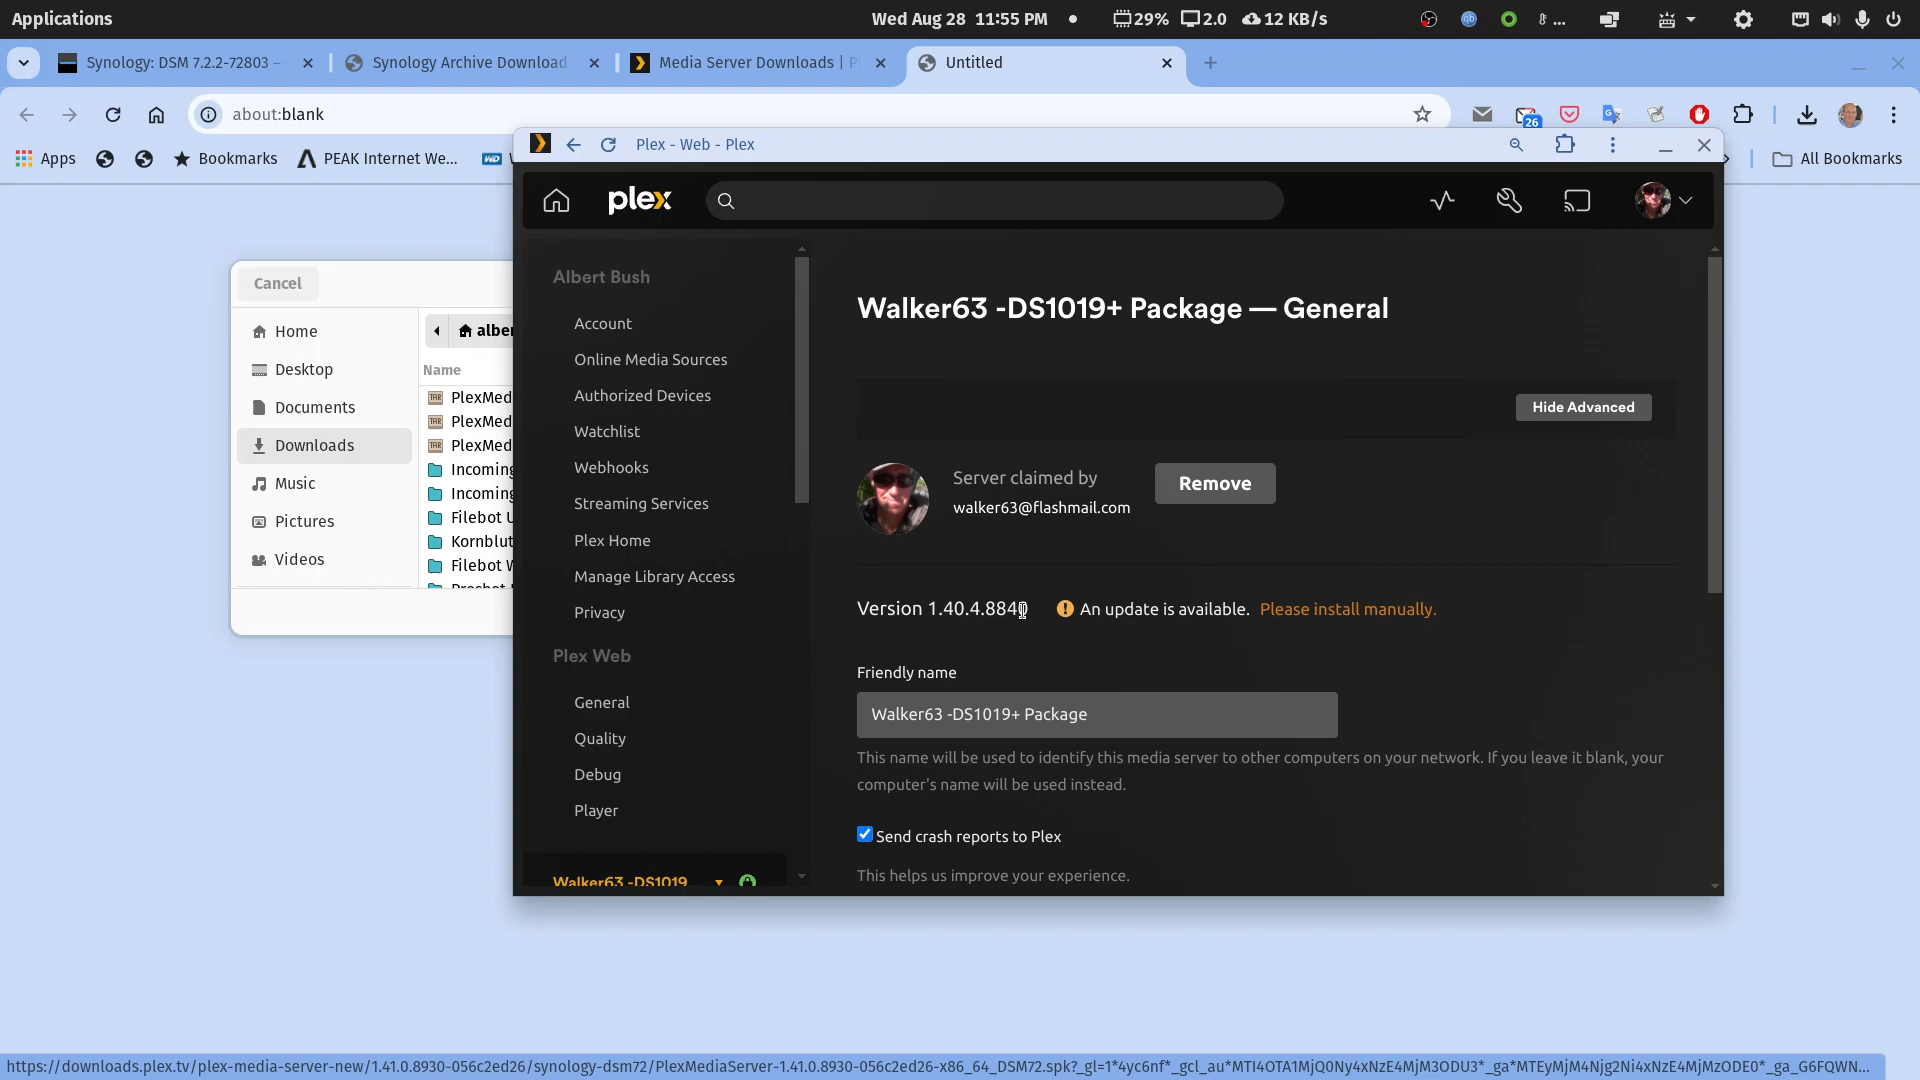 Applications
Wed Aug 28 11:55 PM
29%
2.0
12 KB/s
...
Synology: DSM 7.2.2-72803 –
Synology Archive Download
Media Server Downloads |
Untitled
about:blank
26
Apps
Bookmarks
PEAK Internet We...
WD
All Bookmarks
Plex - Web - Plex
Cancel
Home
Desktop
Documents
Downloads
Music
Pictures
Videos
Name
PlexMed
PlexMed
PlexMed
Incoming
Incoming
Filebot
Kornblut
Filebot
plex
Albert Bush
Account
Online Media Sources
Authorized Devices
Watchlist
Webhooks
Streaming Services
Plex Home
Manage Library Access
Privacy
Plex Web
General
Quality
Debug
Player
Walker63 -DS1019
Walker63 -DS1019+ Package — General
Hide Advanced
Server claimed by
walker63@flashmail.com
Remove
Version 1.40.4.8840
An update is available. Please install manually.
Friendly name
Walker63 -DS1019+ Package
This name will be used to identify this media server to other computers on your network. If you leave it blank, your
computer's name will be used instead.
Send crash reports to Plex
This helps us improve your experience.
https://downloads.plex.tv/plex-media-server-new/1.41.0.8930-056c2ed26/synology-dsm72/PlexMediaServer-1.41.0.8930-056c2ed26-x86_64_DSM72.spk?_gl=1*4yc6nf*_gcl_au*MTI4OTA1MjQ0Ny4xNzE4MjM3ODU3*_ga*MTEyMjM4Njg2Ni4xNzE4MjMzODE0*_ga_G6FQWN...